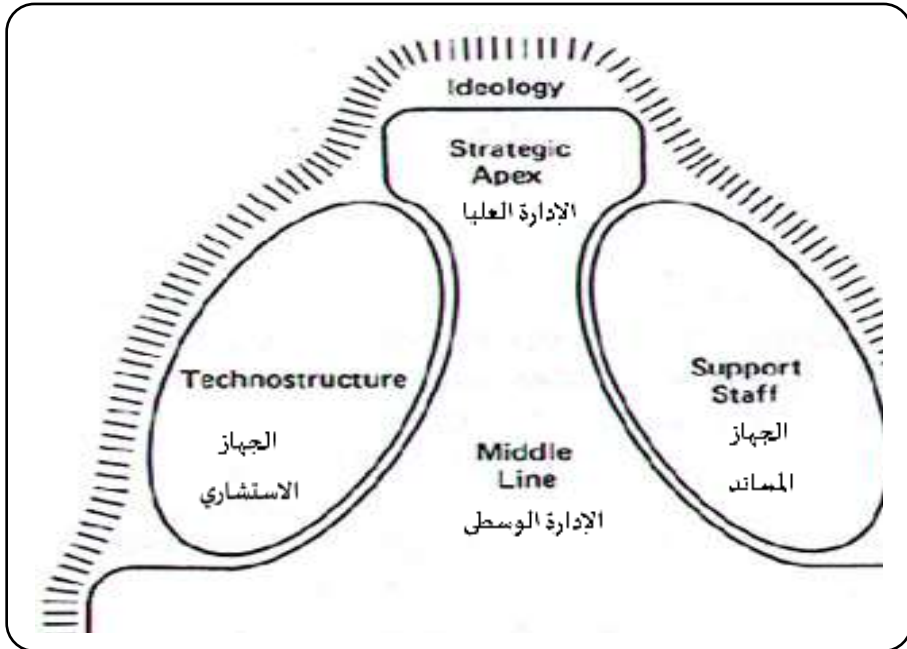 Ideology
Strategic
Apex
الإدارة العليا
Technostructure
الجهاز
الاستشاري
Support
Staff
الجهاز
المساند
Middle
Line
الإدارة الوسطى